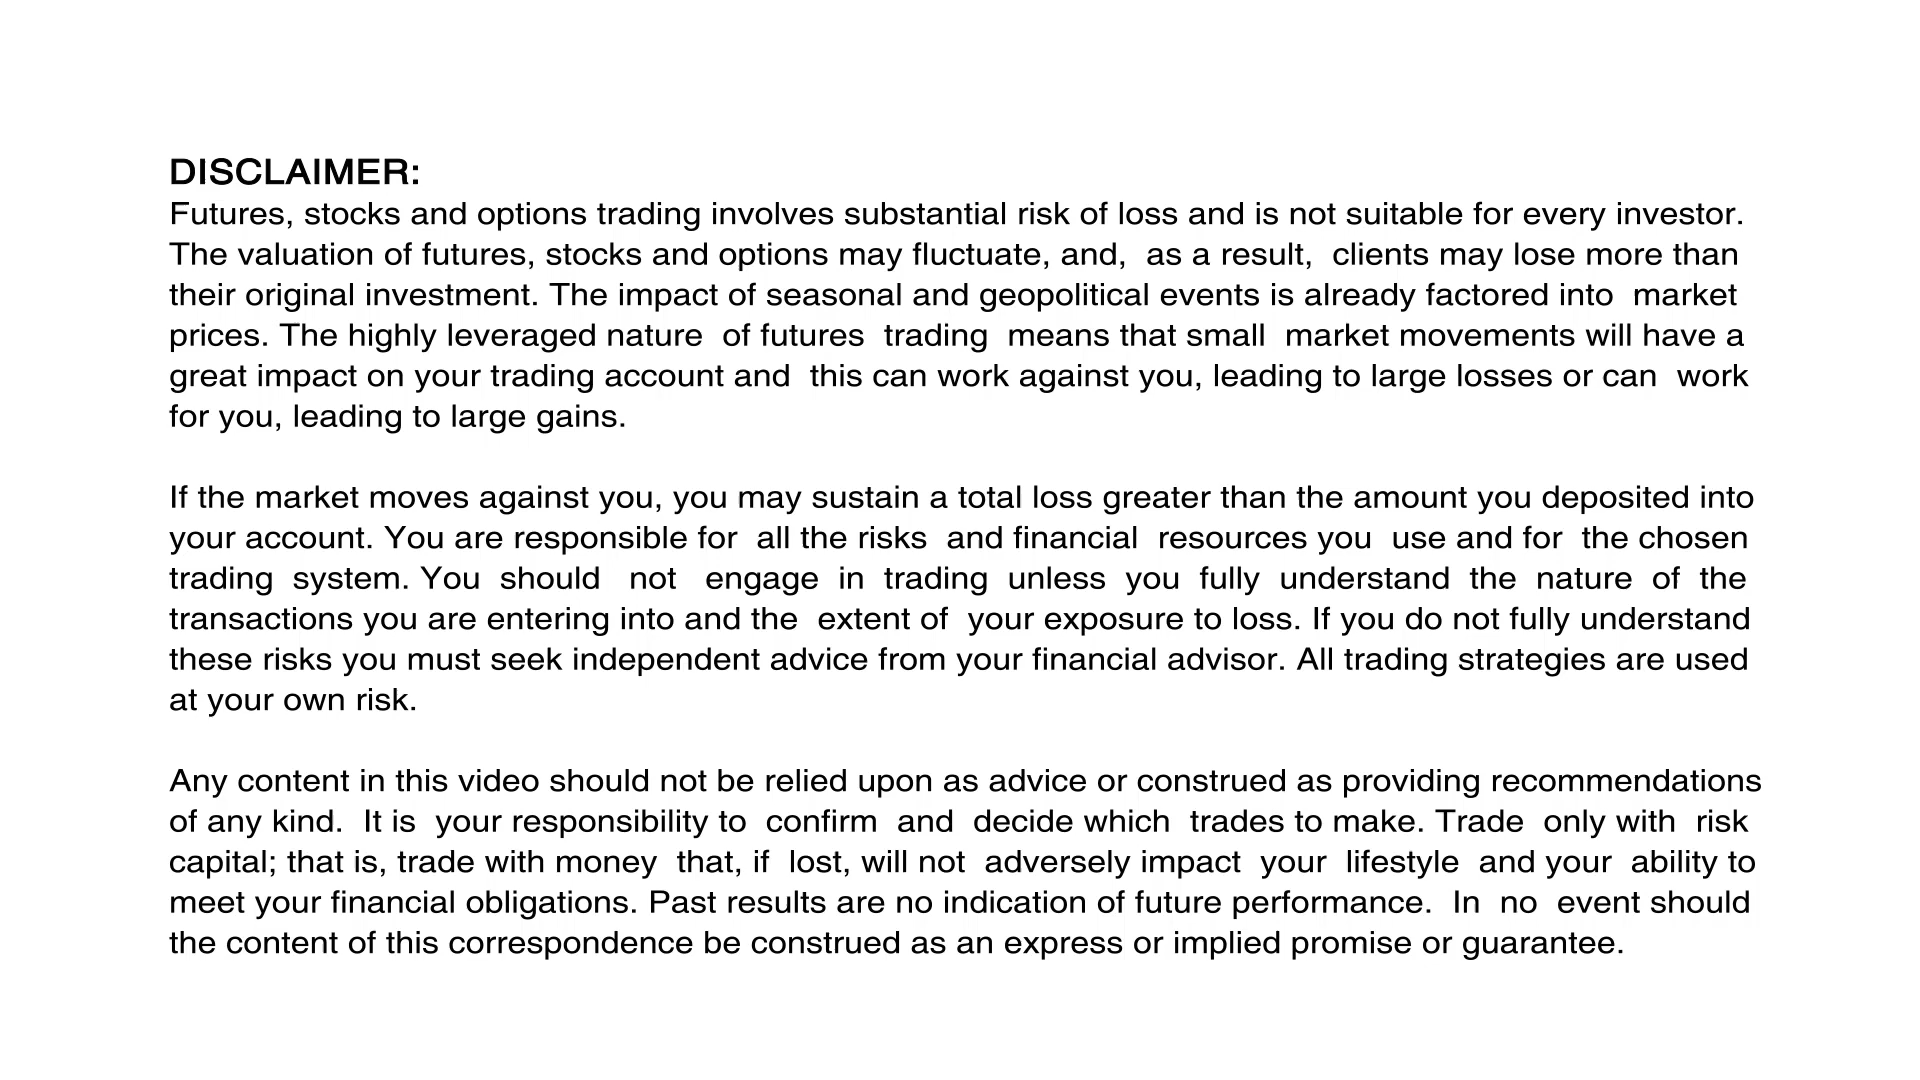 DISCLAIMER:
Futures, stocks and options trading involves substantial risk of loss and is not suitable for every investor.
The valuation of futures, stocks and options may fluctuate, and, as a result, clients may lose more than
their original investment. The impact of seasonal and geopolitical events is already factored into market
prices. The highly leveraged nature of futures trading means that small market movements will have a
great impact on your trading account and this can work against you, leading to large losses or can work
for you, leading to large gains.
If the market moves against you, you may sustain a total loss greater than the amount you deposited into
your account. You are responsible for all the risks and financial resources you use and for the chosen
trading system. You should not engage in trading unless you fully understand the nature of the
transactions you are entering into and the extent of your exposure to loss. If you do not fully understand
these risks you must seek independent advice from your financial advisor. All trading strategies are used
at your own risk.
Any content in this video should not be relied upon as advice or construed as providing recommendations
of any kind. It is your responsibility to confirm and decide which trades to make. Trade only with risk
capital; that is, trade with money that, if lost, will not adversely impact your lifestyle and your ability to
meet your financial obligations. Past results are no indication of future performance. In no event should
the content of this correspondence be construed as an express or implied promise or guarantee.